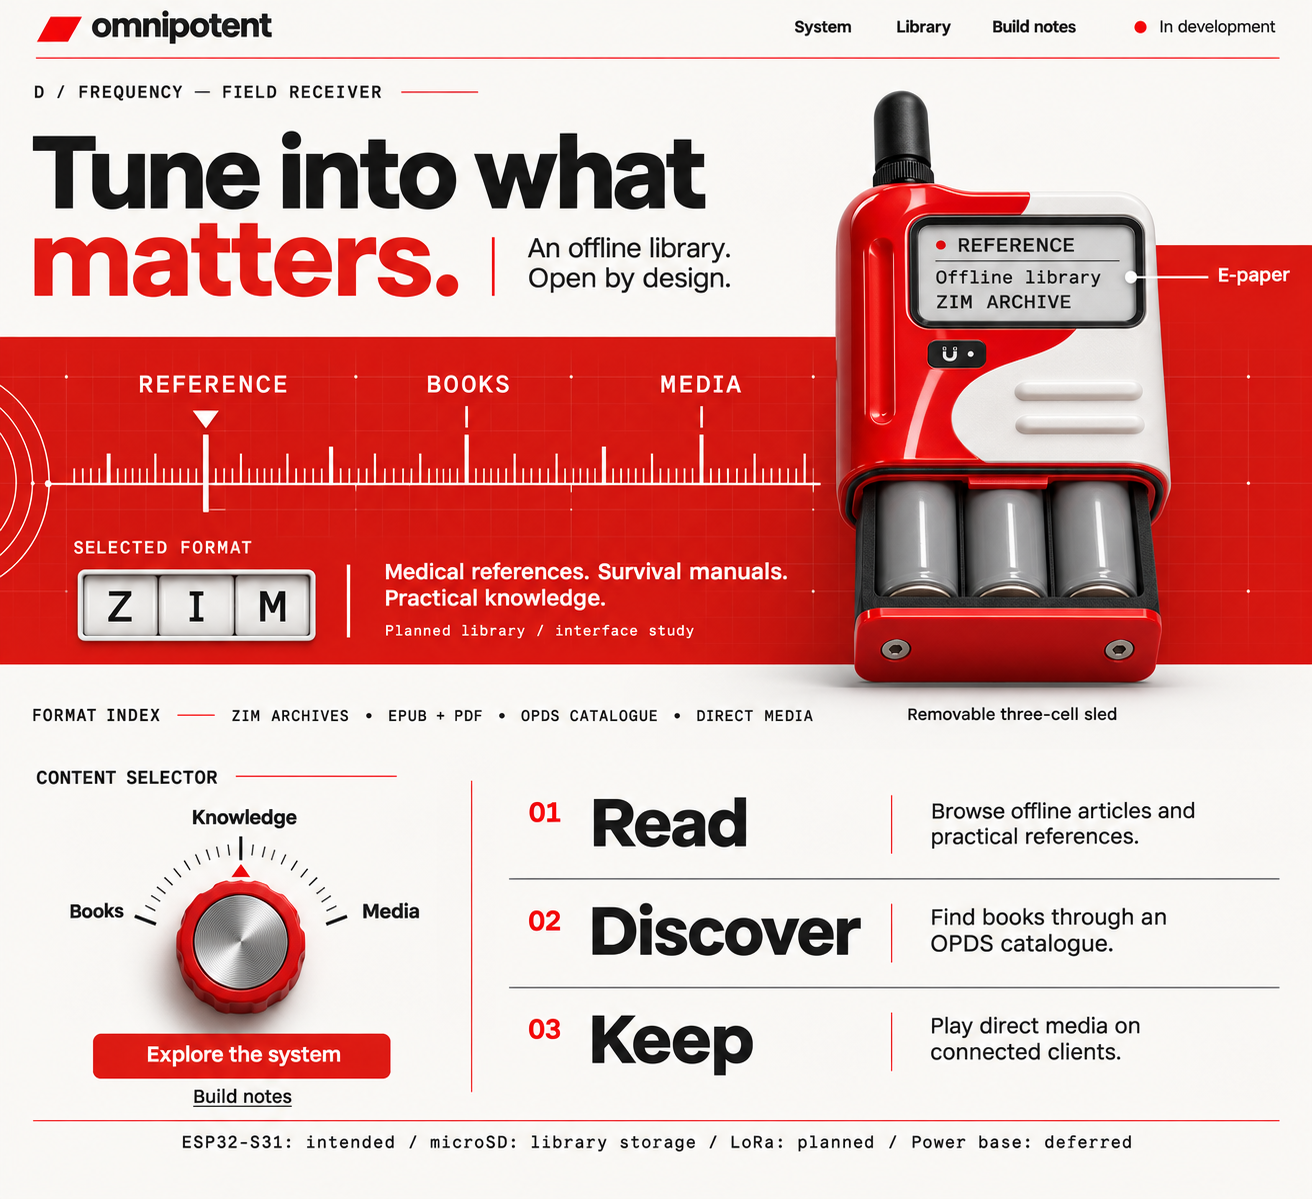 omnipotent
System Library Build notes In development
D / FREQUENCY — FIELD RECEIVER
Tune into what
matters.
An offline library.
Open by design.
REFERENCE
Offline library
ZIM ARCHIVE
E-paper
REFERENCE BOOKS MEDIA
SELECTED FORMAT
ZIM
Medical references. Survival manuals.
Practical knowledge.
Planned library / interface study
FORMAT INDEX ZIM ARCHIVES • EPUB + PDF • OPDS CATALOGUE • DIRECT MEDIA
Removable three-cell sled
CONTENT SELECTOR
Knowledge
Books
Media
Explore the system
Build notes
01 Read
Browse offline articles and
practical references.
02 Discover
Find books through an
OPDS catalogue.
03 Keep
Play direct media on
connected clients.
ESP32-S31: intended / microSD: library storage / LoRa: planned / Power base: deferred